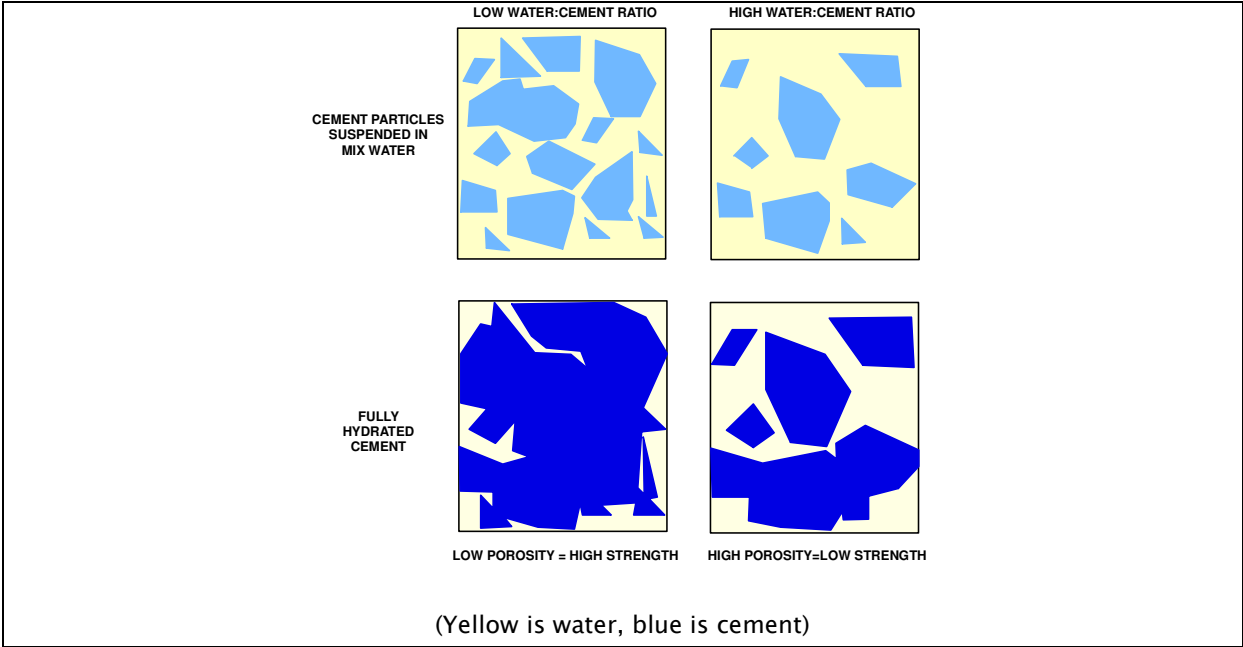 LOW WATER:CEMENT RATIO
HIGH WATER:CEMENT RATIO
CEMENT PARTICLES
SUSPENDED IN
MIX WATER
FULLY
HYDRATED
CEMENT
LOW POROSITY = HIGH STRENGTH
HIGH POROSITY=LOW STRENGTH
(Yellow is water, blue is cement)